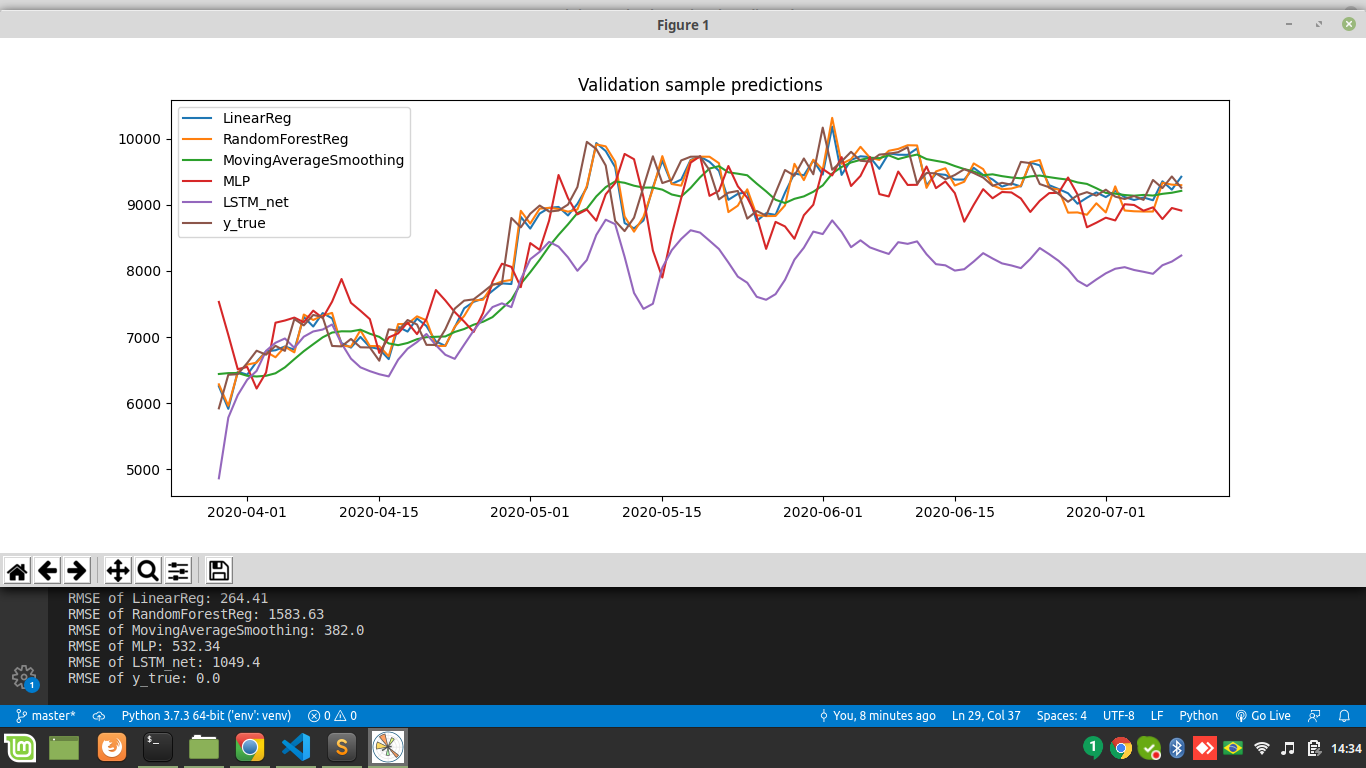 Figure 1
Validation sample predictions
LinearReg
RandomForestReg
MovingAverageSmoothing
MLP
LSTM_net
y_true
10000
9000
8000
7000
6000
5000
2020-04-01 2020-04-15 2020-05-01 2020-05-15 2020-06-01 2020-06-15 2020-07-01
RMSE of LinearReg: 264.41
RMSE of RandomForestReg: 1583.63
RMSE of MovingAverageSmoothing: 382.0
RMSE of MLP: 532.34
RMSE of LSTM_net: 1049.4
RMSE of y_true: 0.0
1
master* Python 3.7.3 64-bit ('env': venv) 0 0 You, 8 minutes ago Ln 29, Col 37 Spaces: 4 UTF-8 LF Python Go Live
$_ S 1 14:34